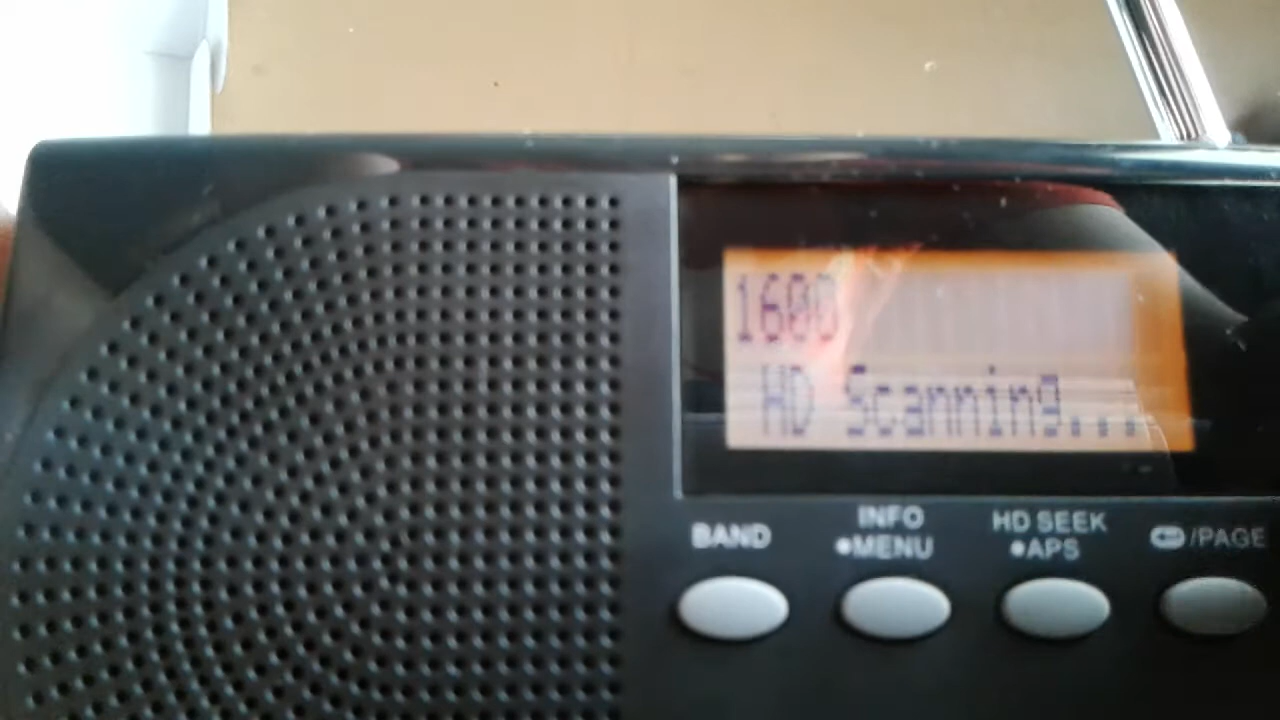 1600
HD Scanning...
BAND
INFO
•MENU
HD SEEK
•APS
/PAGE